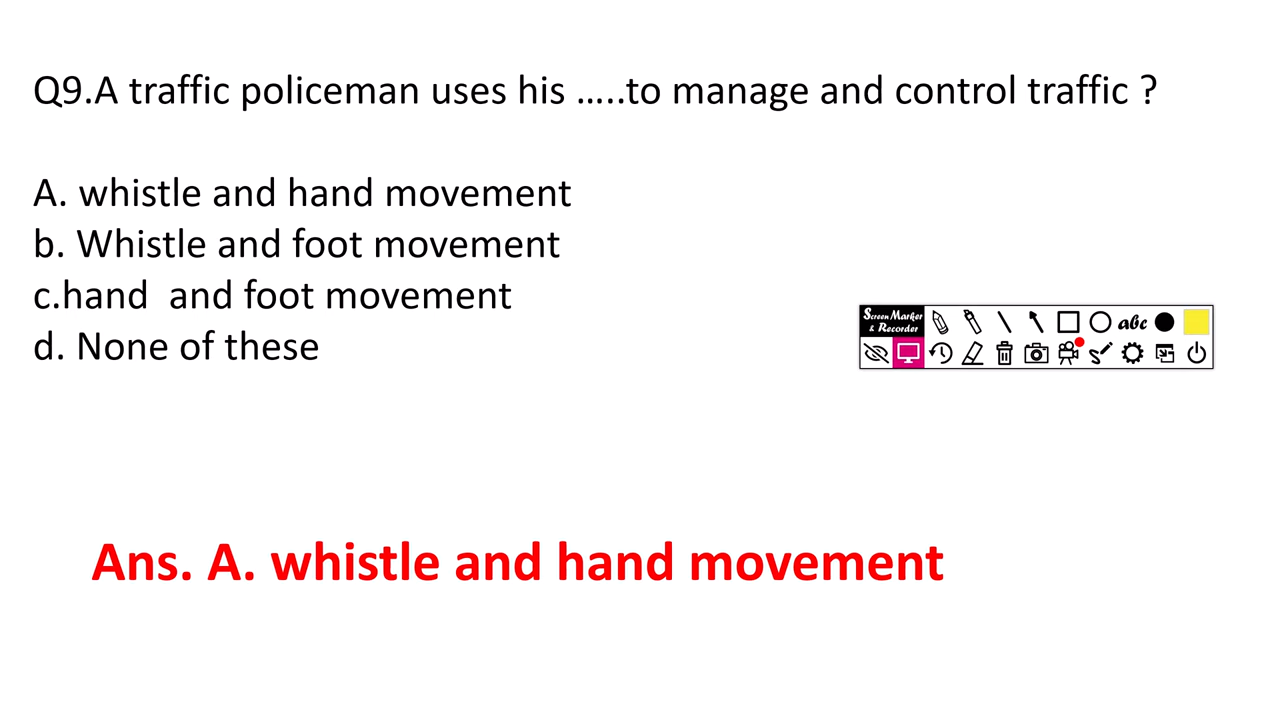 Q9.A traffic policeman uses his …..to manage and control traffic ?
A. whistle and hand movement
b. Whistle and foot movement
c.hand  and foot movement
d. None of these
Screen Marker
& Recorder
abc
Ans. A. whistle and hand movement